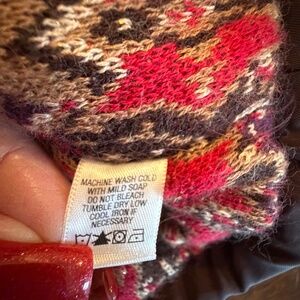 MACHINE WASH COLD
WITH MILD SOAP
DO NOT BLEACH
TUMBLE DRY LOW
COOL IRON IF
NECESSARY